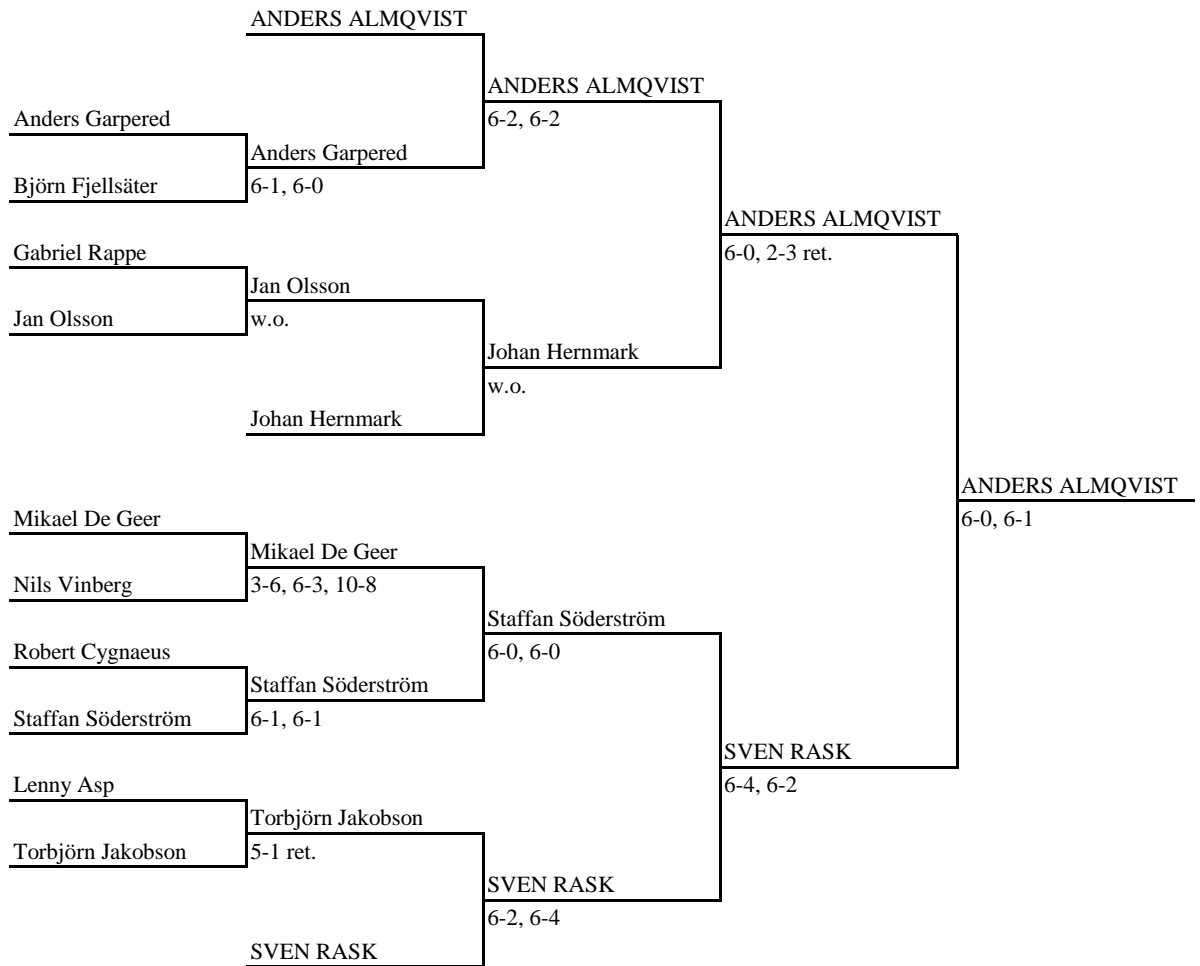 ANDERS ALMQVIST
ANDERS ALMQVIST
Anders Garpered
6-2, 6-2
Anders Garpered
Björn Fjellsäter
6-1, 6-0
ANDERS ALMQVIST
Gabriel Rappe
6-0, 2-3 ret.
Jan Olsson
Jan Olsson
w.o.
Johan Hernmark
w.o.
Johan Hernmark
ANDERS ALMQVIST
Mikael De Geer
6-0, 6-1
Mikael De Geer
Nils Vinberg
3-6, 6-3, 10-8
Staffan Söderström
Robert Cygnaeus
6-0, 6-0
Staffan Söderström
Staffan Söderström
6-1, 6-1
SVEN RASK
Lenny Asp
6-4, 6-2
Torbjörn Jakobson
Torbjörn Jakobson
5-1 ret.
SVEN RASK
6-2, 6-4
SVEN RASK